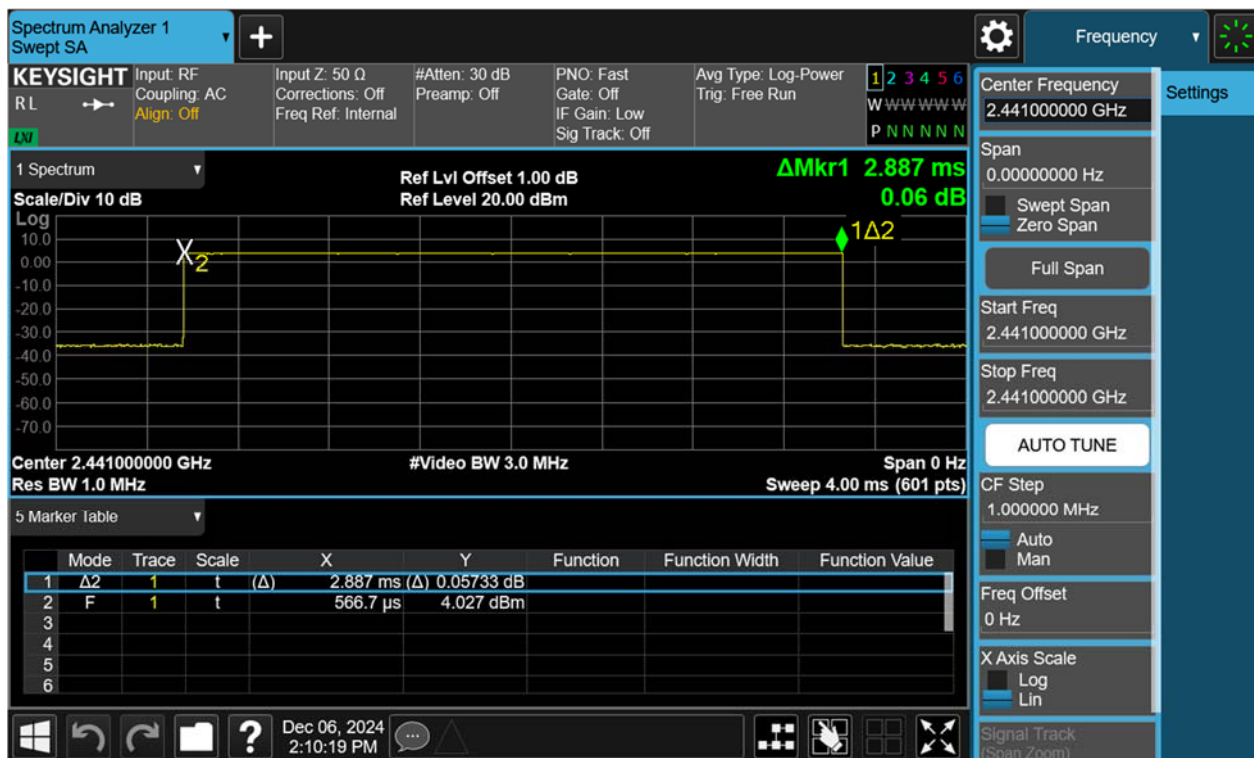 Spectrum Analyzer 1
Swept SA
+
Frequency
KEYSIGHT
RL
LXI
Input: RF
Coupling: AC
Align: Off
Input Z: 50 Ω
Corrections: Off
Freq Ref: Internal
#Atten: 30 dB
Preamp: Off
PNO: Fast
Gate: Off
IF Gain: Low
Sig Track: Off
Avg Type: Log-Power
Trig: Free Run
1 2 3 4 5 6
W W W W W W
P N N N N N
1 Spectrum
Scale/Div 10 dB
Ref Lvl Offset 1.00 dB
Ref Level 20.00 dBm
ΔMkr1 2.887 ms
0.06 dB
Log
10.0
0.00
-10.0
-20.0
-30.0
-40.0
-50.0
-60.0
-70.0
X2
1Δ2
Center 2.441000000 GHz
#Video BW 3.0 MHz
Span 0 Hz
Res BW 1.0 MHz
Sweep 4.00 ms (601 pts)
5 Marker Table
Mode Trace Scale X Y Function Function Width Function Value
1 Δ2 1 t (Δ) 2.887 ms (Δ) 0.05733 dB
2 F 1 t 566.7 µs 4.027 dBm
3
4
5
6
?
Dec 06, 2024
2:10:19 PM
Center Frequency
2.441000000 GHz
Span
0.00000000 Hz
Swept Span
Zero Span
Full Span
Start Freq
2.441000000 GHz
Stop Freq
2.441000000 GHz
AUTO TUNE
CF Step
1.000000 MHz
Auto
Man
Freq Offset
0 Hz
X Axis Scale
Log
Lin
Signal Track
(Span Zoom)
Settings